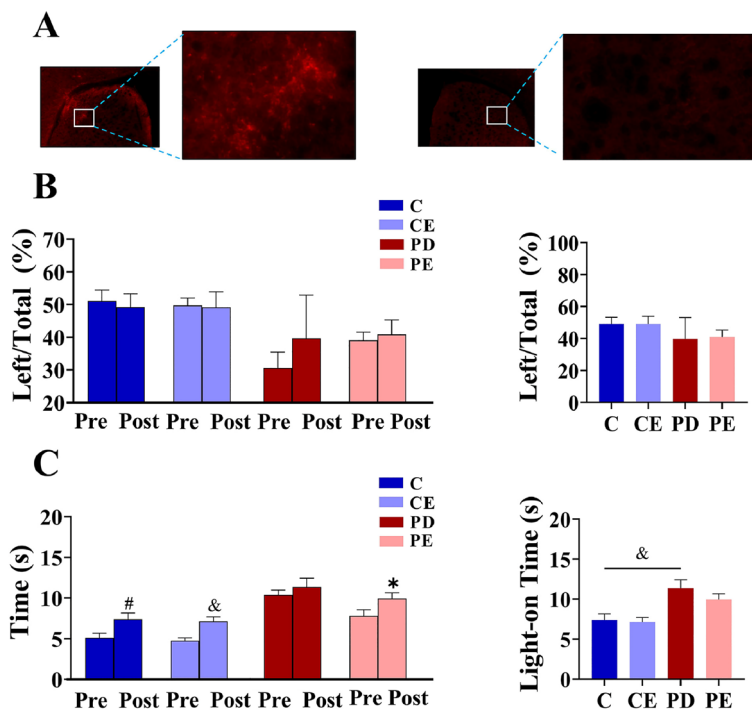 A
B
C
CE
PD
PE
Left/Total (%)
70
60
50
40
30
20
Pre Post Pre Post Pre Post Pre Post
Left/Total (%)
100
80
60
40
20
0
C CE PD PE
C
C
CE
PD
PE
Time (s)
20
15
10
5
0
# & *
Pre Post Pre Post Pre Post Pre Post
Light-on Time (s)
20
15
10
5
0
&
C CE PD PE